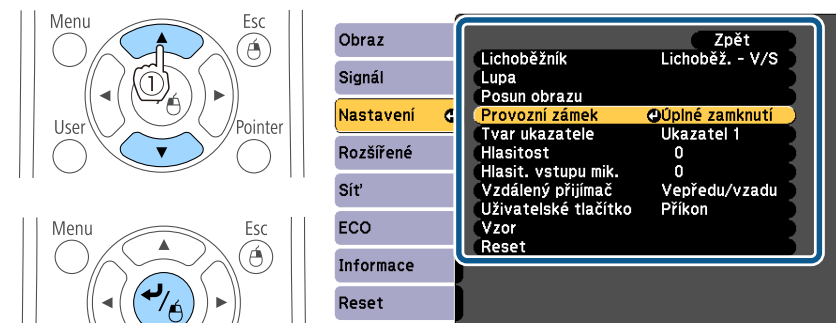 Menu
Esc
1
User
Pointer
Menu
Esc
Obraz
Signál
Nastavení
Rozšířené
Síť
ECO
Informace
Reset
Zpět
Lichoběžník Lichoběž. - V/S
Lupa
Posun obrazu
Provozní zámek Úplné zamknutí
Tvar ukazatele Ukazatel 1
Hlasitost 0
Hlasit. vstupu mik. 0
Vzdálený přijímač Vepředu/vzadu
Uživatelské tlačítko Příkon
Vzor
Reset